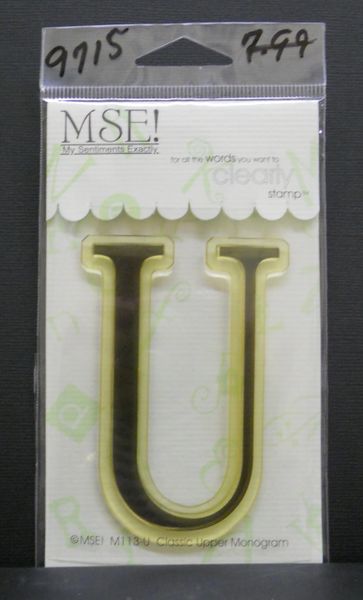 9715 7.99
MSE!
My Sentiments Exactly
for all the words you want to
clearly
stamp™
U
©MSE! M113-U Classic Upper Monogram